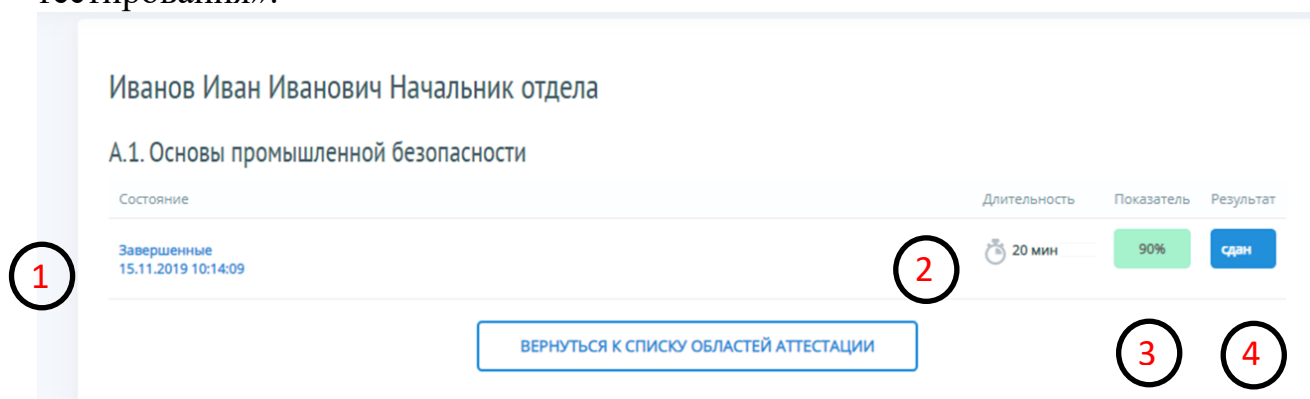 тестирования».
Иванов Иван Иванович Начальник отдела
А.1. Основы промышленной безопасности
Состояние Длительность Показатель Результат
Завершенные
15.11.2019 10:14:09
20 мин 90% сдан
1 2
ВЕРНУТЬСЯ К СПИСКУ ОБЛАСТЕЙ АТТЕСТАЦИИ
3 4